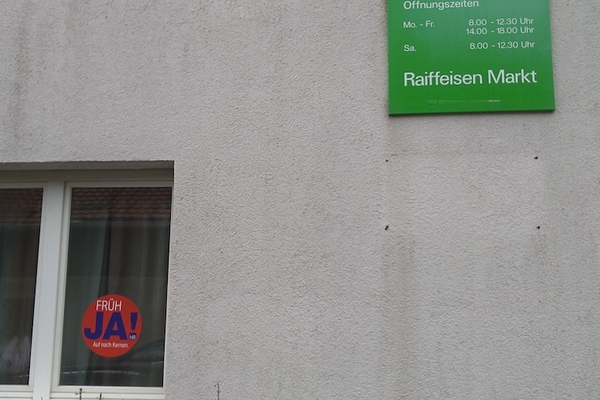 Öffnungszeiten
Mo. - Fr. 8.00 - 12.30 Uhr
14.00 - 18.00 Uhr
Sa. 8.00 - 12.30 Uhr
Raiffeisen Markt
FRÜH
JA!
Auf nach Kernen.